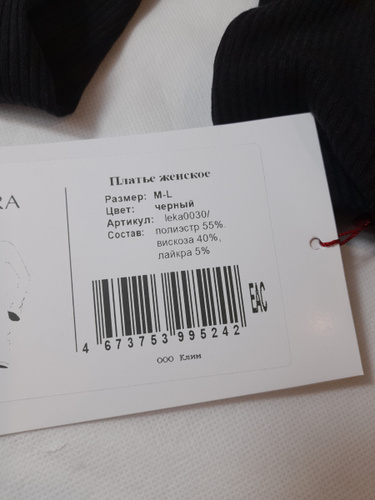 RA
Платье женское
Размер: M-L
Цвет: черный
Артикул: leka0030/
Состав: полиэстр 55%.
вискоза 40%,
лайкра 5%
4 673753 995242
EAC
ООО Клим